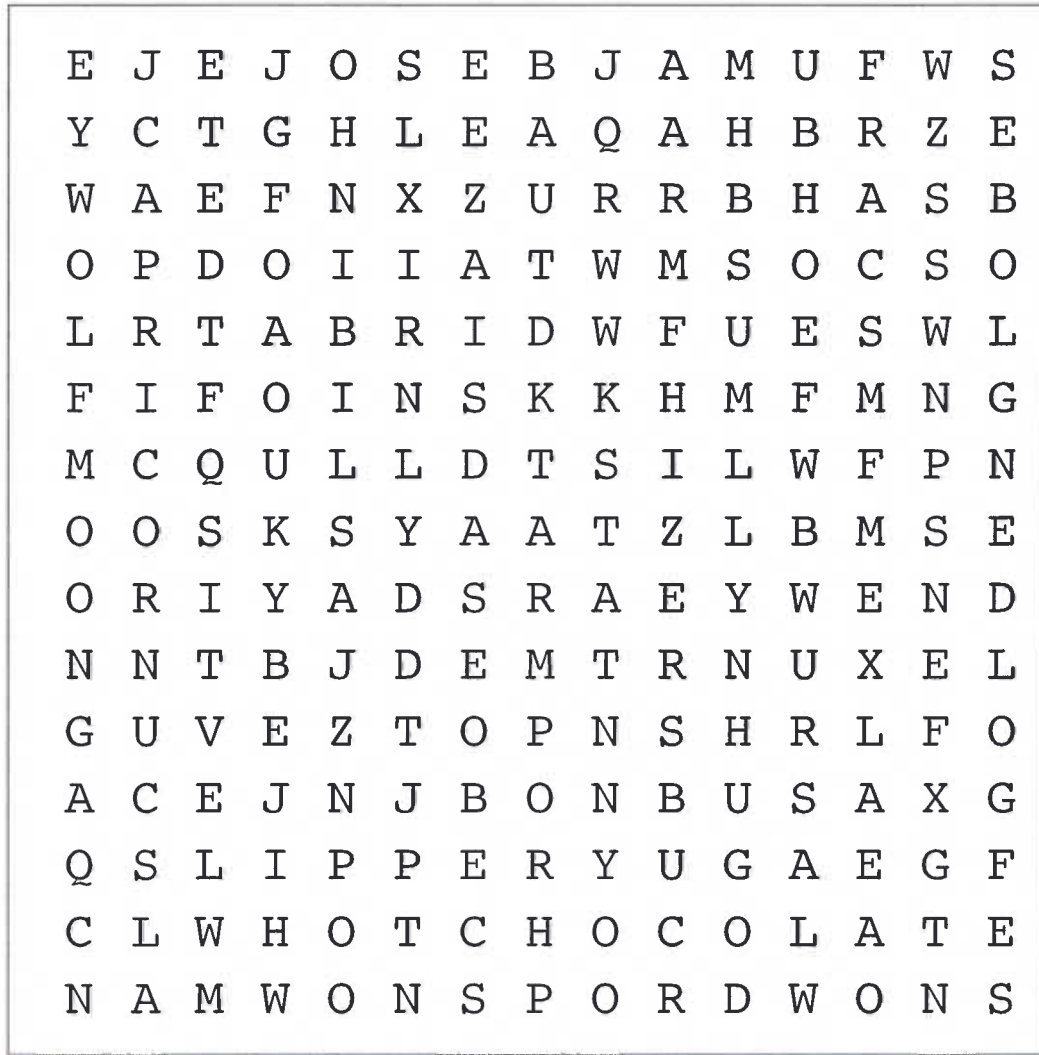 E J E J O S E B J A M U F W S
Y C T G H L E A Q A H B R Z E
W A E F N X Z U R R B H A S B
O P D O I I A T W M S O C S O
L R T A B R I D W F U E S W L
F I F O I N S K K H M F M N G
M C Q U L L D T S I L W F P N
O O S K S Y A A T Z L B M S E
O R I Y A D S R A E Y W E N D
N N T B J D E M T R N U X E L
G U V E Z T O P N S H R L F O
A C E J N J B O N B U S A X G
Q S L I P P E R Y U G A E G F
C L W H O T C H O C O L A T E
N A M W O N S P O R D W O N S